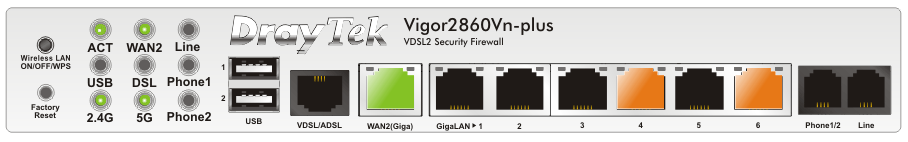 DrayTek
Vigor2860Vn-plus
VDSL2 Security Firewall
Wireless LAN
ON/OFF/WPS
Factory
Reset
ACT WAN2 Line
USB DSL Phone1
2.4G 5G Phone2
1
2
USB
VDSL/ADSL
WAN2(Giga)
GigaLAN ▶ 1 2 3 4 5 6
Phone1/2 Line